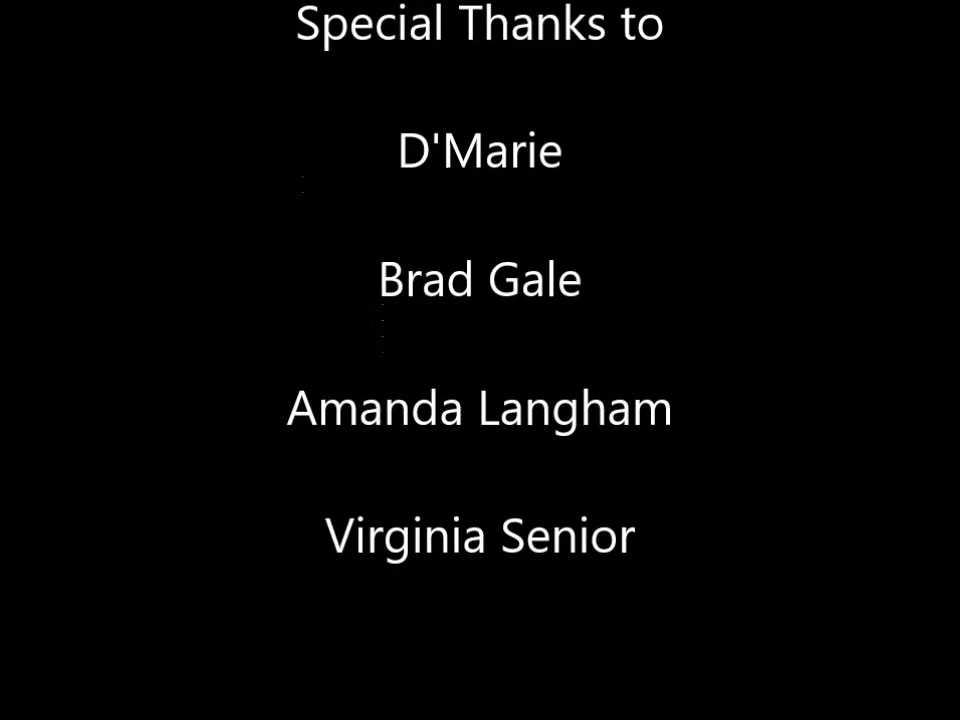 Special Thanks to
D'Marie
Brad Gale
Amanda Langham
Virginia Senior